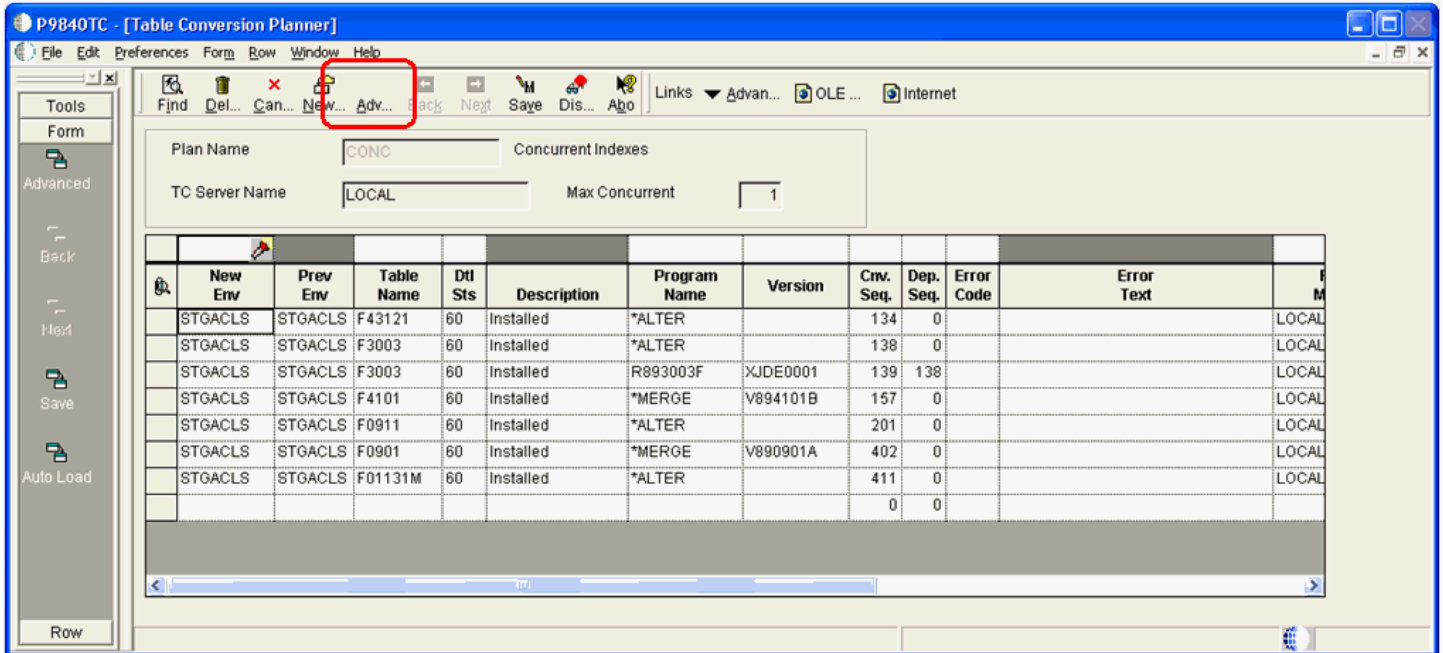 P9840TC - [Table Conversion Planner]
File Edit Preferences Form Row Window Help
Tools
Form
Advanced
Back
Next
Save
Auto Load
Row
Find Del... Can... New... Adv... Back Next Save Dis... Abo Links Advan... OLE ... Internet
Plan Name CONC Concurrent Indexes
TC Server Name LOCAL Max Concurrent 1
New Env Prev Env Table Name Dtl Sts Description Program Name Version Cnv. Seq. Dep. Seq. Error Code Error Text
STGACLS STGACLS F43121 60 Installed *ALTER 134 0 LOCAL
STGACLS STGACLS F3003 60 Installed *ALTER 138 0 LOCAL
STGACLS STGACLS F3003 60 Installed R893003F XJDE0001 139 138 LOCAL
STGACLS STGACLS F4101 60 Installed *MERGE V894101B 157 0 LOCAL
STGACLS STGACLS F0911 60 Installed *ALTER 201 0 LOCAL
STGACLS STGACLS F0901 60 Installed *MERGE V890901A 402 0 LOCAL
STGACLS STGACLS F01131M 60 Installed *ALTER 411 0 LOCAL
0 0